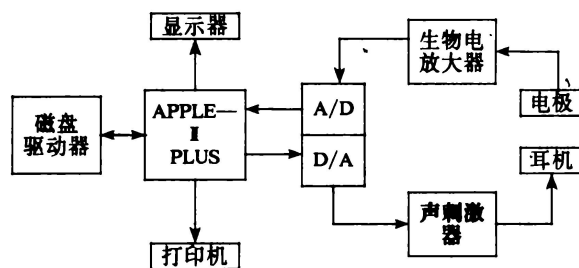 显示器
生物电
放大器
磁盘
驱动器
APPLE—
Ⅱ
PLUS
A/D
D/A
电极
耳机
声刺激
器
打印机